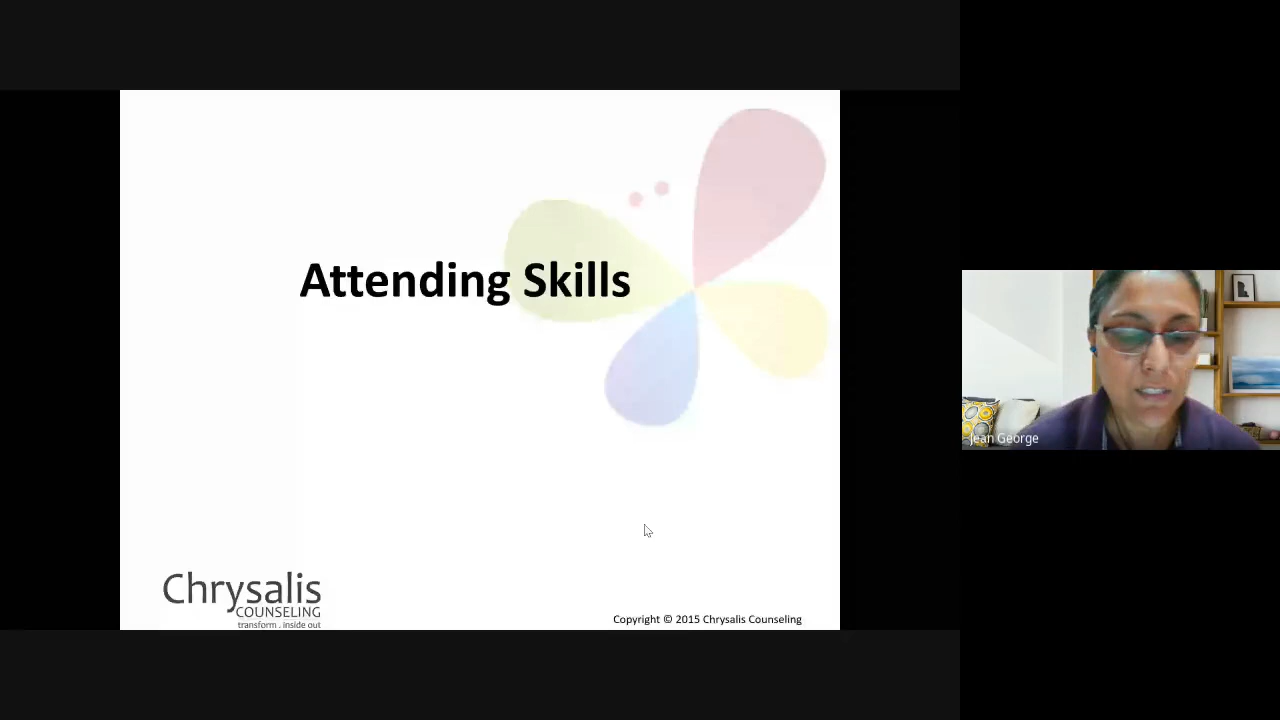 Attending Skills
Chrysalis
COUNSELING
transform . inside out
Copyright © 2015 Chrysalis Counseling
Jean George